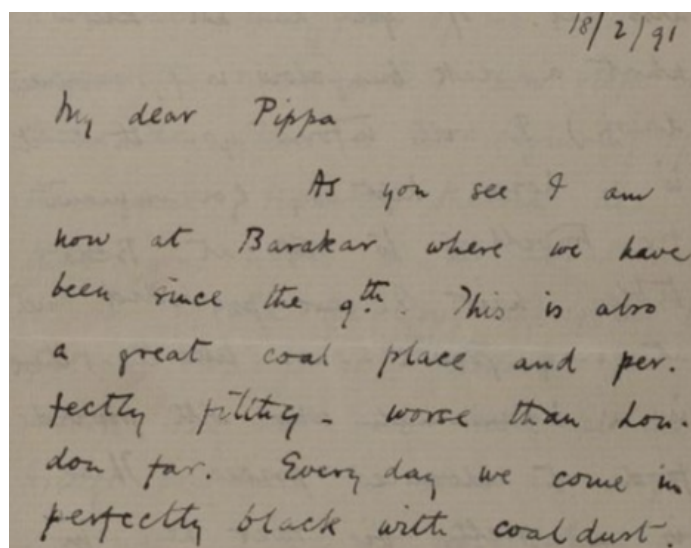 18/2/91
My dear Pippa
As you see I am
now at Barakar where we have
been since the 9th. This is also
a great coal place and per-
fectly filthy - worse than Lon-
don far. Every day we come in
perfectly black with coal dust.